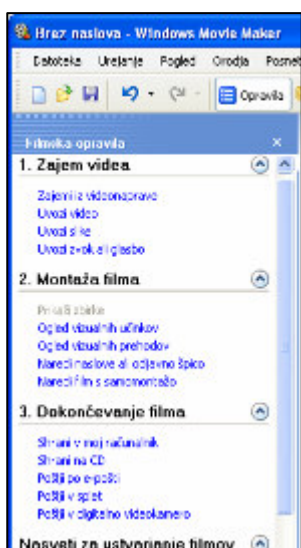 Brez naslova - Windows Movie Maker
Datoteka Urejanje Pogled Orodja Posnet
Opravila
Filmska opravila
1. Zajem videa
Zajemi iz videonaprave
Uvozi video
Uvozi slike
Uvozi zvok ali glasbo
2. Montaža filma
Prikaži zbirke
Ogled vizualnih učinkov
Ogled vizualnih prehodov
Naredi naslove ali odjavno špico
Naredi film s samomontažo
3. Dokončevanje filma
Shrani v moj računalnik
Shrani na CD
Pošlji po e-pošti
Pošlji v splet
Pošlji v digitalno videokamero
Nasveti za ustvarjanje filmov